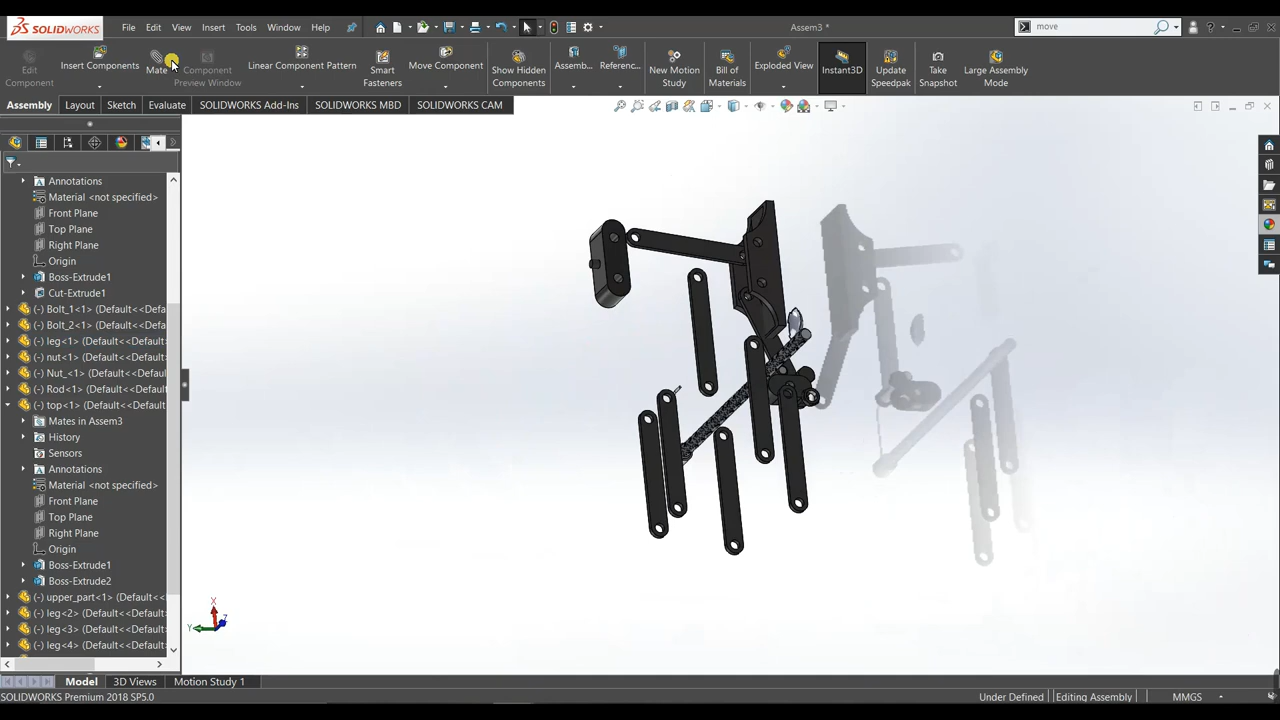 SOLIDWORKS File Edit View Insert Tools Window Help Assem3 * move
Edit Component
Insert Components
Mate
Component Preview Window
Linear Component Pattern
Smart Fasteners
Move Component
Show Hidden Components
Assemb...
Referenc...
New Motion Study
Bill of Materials
Exploded View
Instant3D
Update Speedpak
Take Snapshot
Large Assembly Mode
Assembly Layout Sketch Evaluate SOLIDWORKS Add-Ins SOLIDWORKS MBD SOLIDWORKS CAM
Annotations
Material <not specified>
Front Plane
Top Plane
Right Plane
Origin
Boss-Extrude1
Cut-Extrude1
(-) Bolt_1<1> (Default<<Defa
(-) Bolt_2<1> (Default<<Defa
(-) leg<1> (Default<<Default
(-) nut<1> (Default<<Default
(-) Nut_<1> (Default<<Defau
(-) Rod<1> (Default<<Default
(-) top<1> (Default<<Default
Mates in Assem3
History
Sensors
Annotations
Material <not specified>
Front Plane
Top Plane
Right Plane
Origin
Boss-Extrude1
Boss-Extrude2
(-) upper_part<1> (Default<<
(-) leg<2> (Default<<Default
(-) leg<3> (Default<<Default
(-) leg<4> (Default<<Default
X
Y
Z
Model 3D Views Motion Study 1
SOLIDWORKS Premium 2018 SP5.0 Under Defined Editing Assembly MMGS